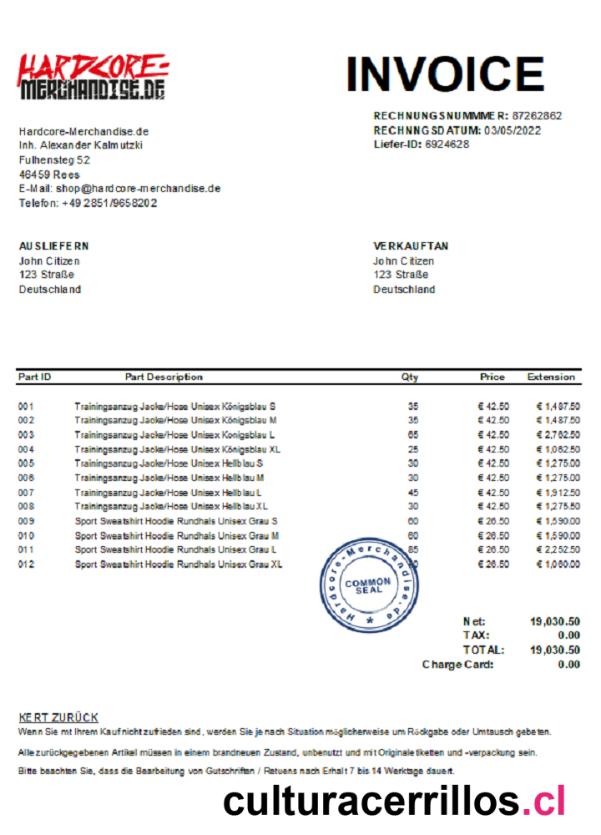 HARDCORE-
MERCHANDISE.DE
INVOICE
RECHNUNGSNUMMMER: 87262862
RECHNNGSDATUM: 03/05/2022
Liefer-ID: 6924628
Hardcore-Merchandise.de
Inh. Alexander Kalmutzki
Fulhensteg 52
46459 Rees
E-Mail: shop@hardcore-merchandise.de
Telefon: +49 2851/9658202
AUSLIEFERN VERKAUFTAN
John Citizen John Citizen
123 Straße 123 Straße
Deutschland Deutschland
Part ID Part Description Qty Price Extension
001 Trainingsanzug Jacke/Hose Unisex Königsblau S 35 € 42.50 € 1,487.50
002 Trainingsanzug Jacke/Hose Unisex Königsblau M 35 € 42.50 € 1,487.50
003 Trainingsanzug Jacke/Hose Unisex Königsblau L 65 € 42.50 € 2,762.50
004 Trainingsanzug Jacke/Hose Unisex Königsblau XL 25 € 42.50 € 1,062.50
005 Trainingsanzug Jacke/Hose Unisex Hellblau S 30 € 42.50 € 1,275.00
006 Trainingsanzug Jacke/Hose Unisex Hellblau M 30 € 42.50 € 1,275.00
007 Trainingsanzug Jacke/Hose Unisex Hellblau L 45 € 42.50 € 1,912.50
008 Trainingsanzug Jacke/Hose Unisex Hellblau XL 30 € 42.50 € 1,275.50
009 Sport Sweatshirt Hoodie Rundhals Unisex Grau S 60 € 26.50 € 1,590.00
010 Sport Sweatshirt Hoodie Rundhals Unisex Grau M 60 € 26.50 € 1,590.00
011 Sport Sweatshirt Hoodie Rundhals Unisex Grau L 85 € 26.50 € 2,252.50
012 Sport Sweatshirt Hoodie Rundhals Unisex Grau XL € 26.50 € 1,060.00
Hardcore-Merchandise.de
COMMON
SEAL
Net: 19,030.50
TAX: 0.00
TOTAL: 19,030.50
Charge Card: 0.00
KERT ZURÜCK
Wenn Sie mt Ihrem Kauf nicht zufrieden sind, werden Sie je nach Situation möglicherweise um Rückgabe oder Umtausch gebeten.
Alle zurückgegebenen Artikel müssen in einem brandneuen Zustand, unbenutzt und mit Originaletiketten und -verpackung sein.
Bitte beachten Sie, dass die Bearbeitung von Gutschriften / Retuens nach Erhalt 7 bis 14 Werktage dauert.
culturacerrillos.cl